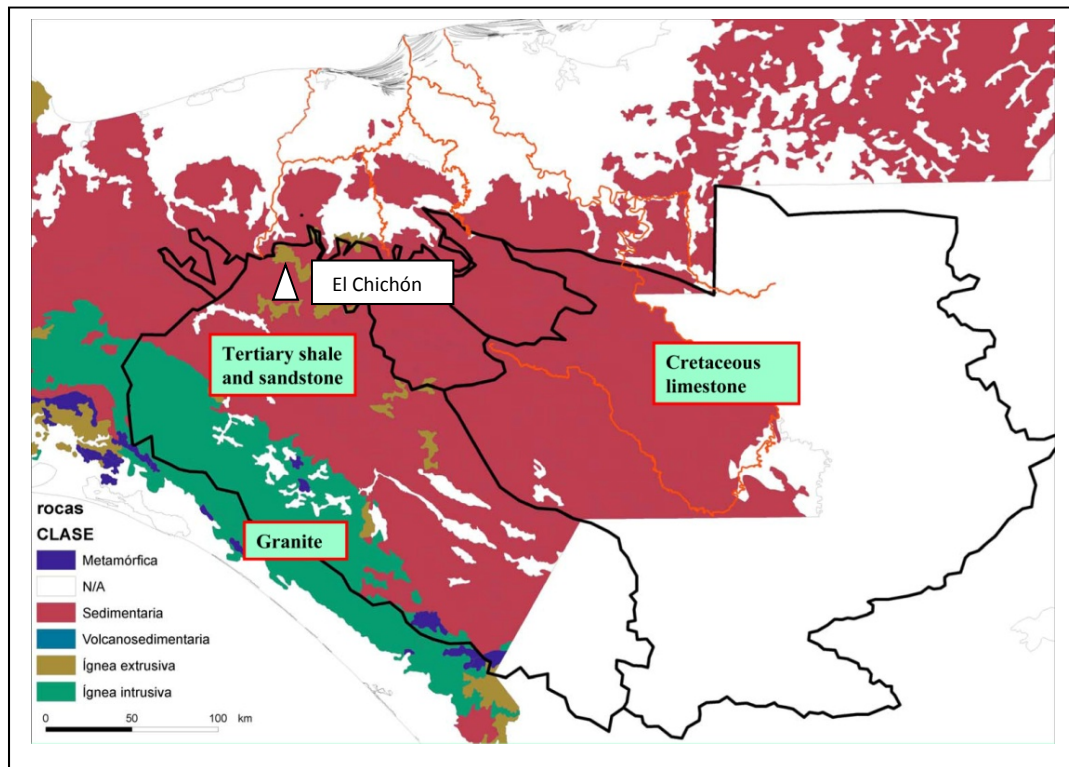 El Chichón
Tertiary shale
and sandstone
Cretaceous
limestone
Granite
rocas
CLASE
Metamórfica
N/A
Sedimentaria
Volcanosedimentaria
Ígnea extrusiva
Ígnea intrusiva
0 50 100 km